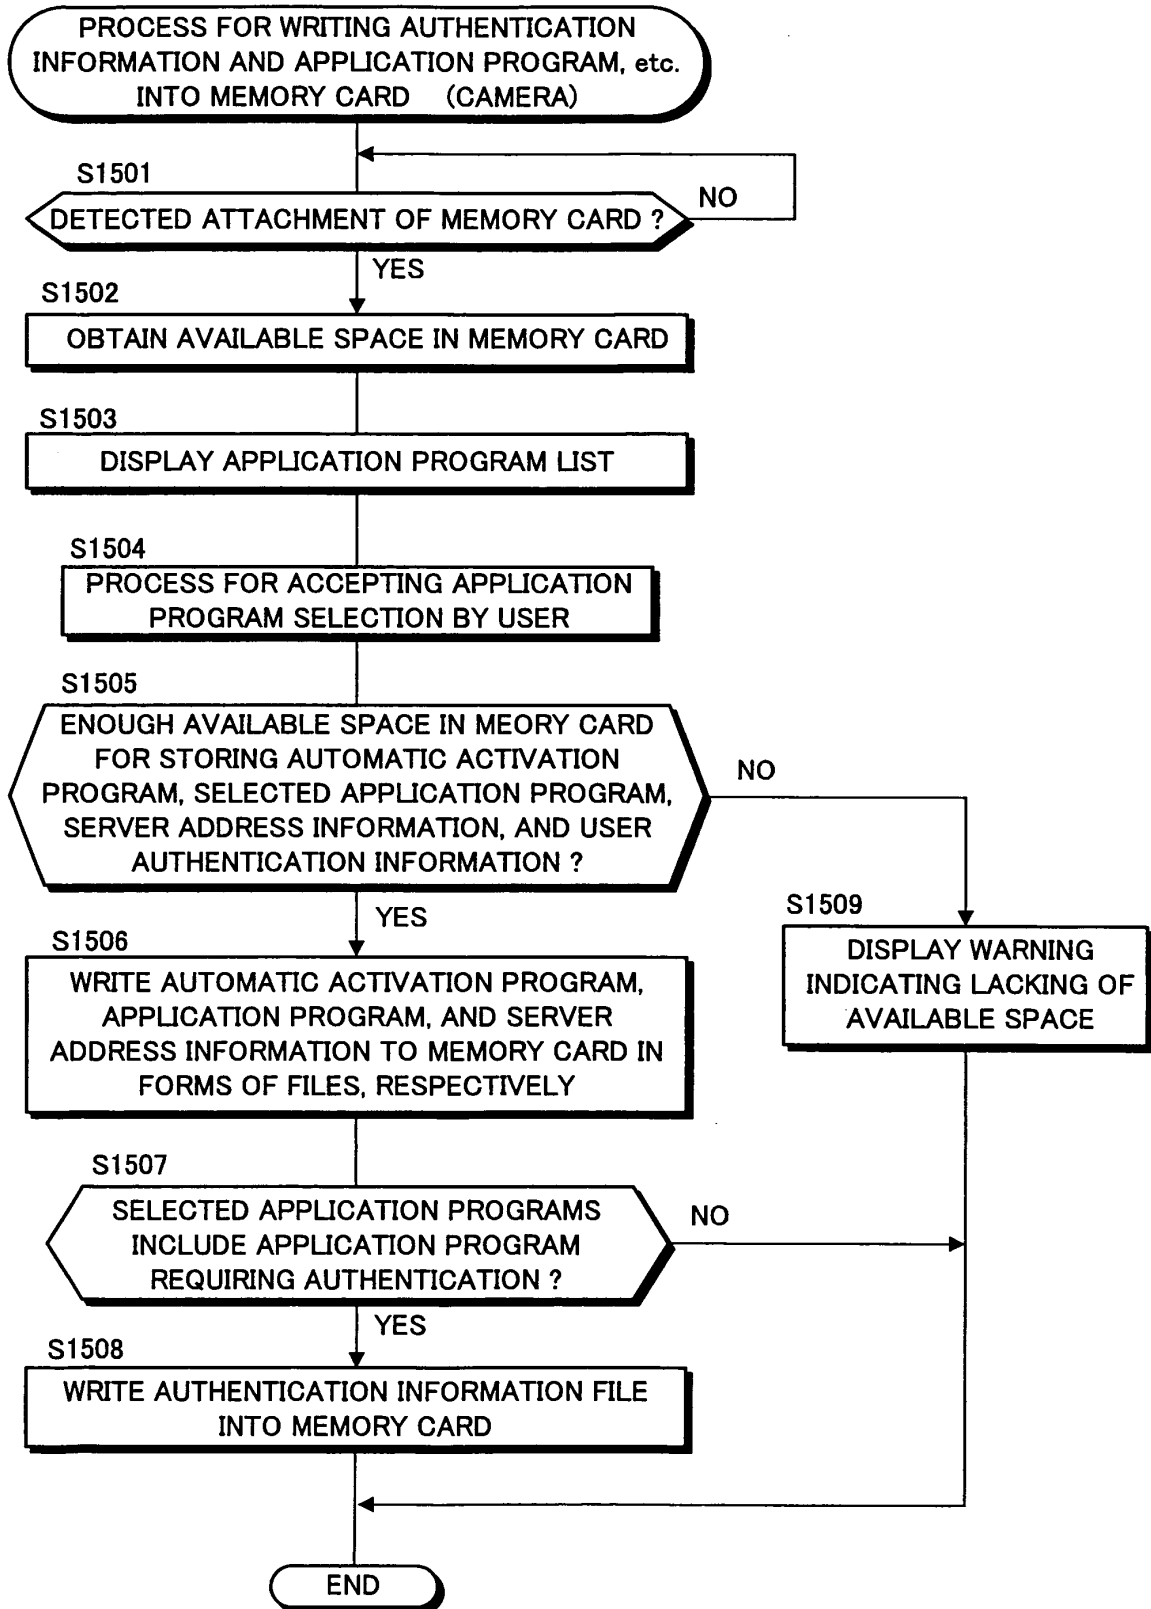 PROCESS FOR WRITING AUTHENTICATION
INFORMATION AND APPLICATION PROGRAM, etc.
INTO MEMORY CARD (CAMERA)
S1501
DETECTED ATTACHMENT OF MEMORY CARD ?
NO
YES
S1502
OBTAIN AVAILABLE SPACE IN MEMORY CARD
S1503
DISPLAY APPLICATION PROGRAM LIST
S1504
PROCESS FOR ACCEPTING APPLICATION
PROGRAM SELECTION BY USER
S1505
ENOUGH AVAILABLE SPACE IN MEORY CARD
FOR STORING AUTOMATIC ACTIVATION
PROGRAM, SELECTED APPLICATION PROGRAM,
SERVER ADDRESS INFORMATION, AND USER
AUTHENTICATION INFORMATION ?
NO
YES
S1509
DISPLAY WARNING
INDICATING LACKING OF
AVAILABLE SPACE
S1506
WRITE AUTOMATIC ACTIVATION PROGRAM,
APPLICATION PROGRAM, AND SERVER
ADDRESS INFORMATION TO MEMORY CARD IN
FORMS OF FILES, RESPECTIVELY
S1507
SELECTED APPLICATION PROGRAMS
INCLUDE APPLICATION PROGRAM
REQUIRING AUTHENTICATION ?
NO
YES
S1508
WRITE AUTHENTICATION INFORMATION FILE
INTO MEMORY CARD
END